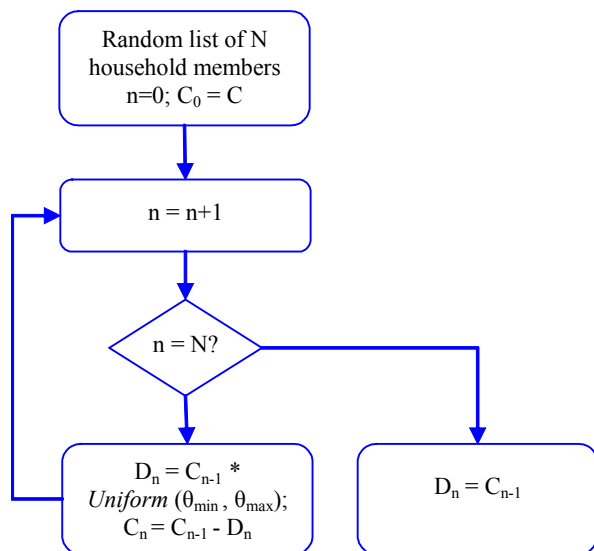 Random list of N
household members
n=0; C₀ = C
n = n+1
n = N?
Dₙ = Cₙ₋₁ *
Uniform (θₘᵢₙ , θₘₐₓ);
Cₙ = Cₙ₋₁ - Dₙ
Dₙ = Cₙ₋₁